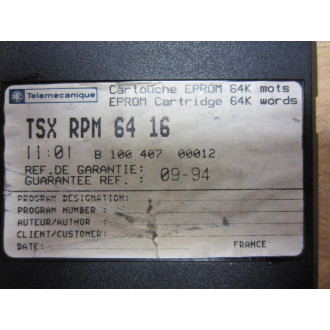 Telemecanique
Cartouche EPROM 64K mots
EPROM Cartridge 64K words
TSX RPM 64 16
11:01 B 100 407 00012
REF.DE GARANTIE:
GUARANTEE REF. : 09-94
PROGRAM DESIGNATION:
PROGRAM NUMBER :
AUTEUR/AUTHOR :
CLIENT/CUSTOMER:
DATE: FRANCE